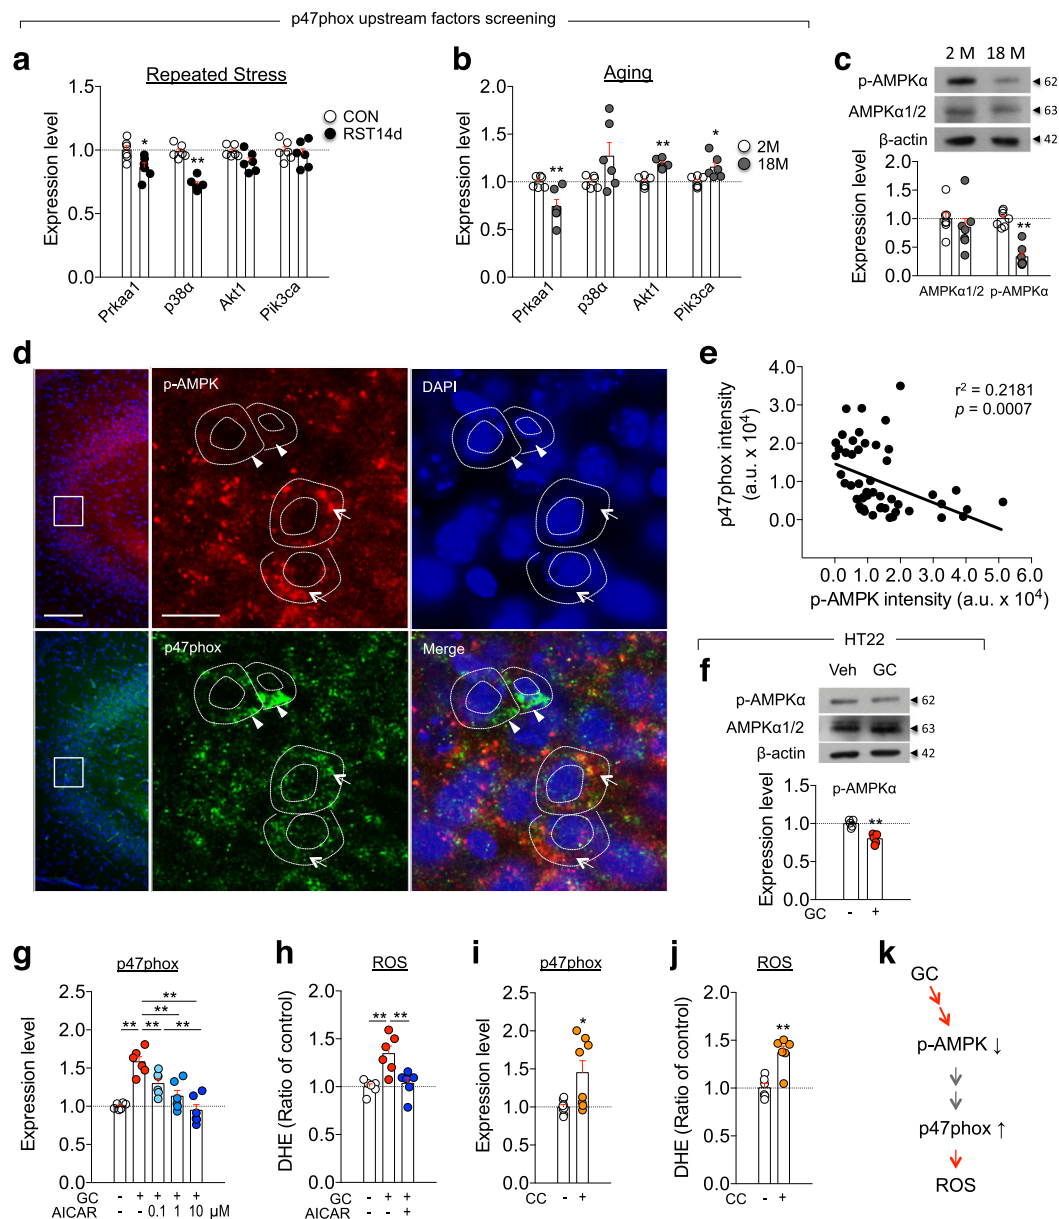 p47phox upstream factors screening
a
Repeated Stress
Expression level
1.5
1.0
0.5
0.0
CON
RST14d
*
**
Prkaa1
p38α
Akt1
Pik3ca
b
Aging
Expression level
2.0
1.5
1.0
0.5
0.0
2M
18M
**
**
*
Prkaa1
p38α
Akt1
Pik3ca
c
2 M 18 M
p-AMPKα 62
AMPKα1/2 63
β-actin 42
Expression level
2.0
1.5
1.0
0.5
0.0
**
AMPKα1/2 p-AMPKα
d
p-AMPK
DAPI
p47phox
Merge
e
p47phox intensity
(a.u. x 10⁴)
4.0
3.0
2.0
1.0
0.0
r² = 0.2181
p = 0.0007
0.0 1.0 2.0 3.0 4.0 5.0 6.0
p-AMPK intensity (a.u. x 10⁴)
HT22
f
Veh GC
p-AMPKα 62
AMPKα1/2 63
β-actin 42
p-AMPKα
Expression level
1.5
1.0
0.5
0.0
**
GC - +
g
p47phox
Expression level
2.5
2.0
1.5
1.0
0.5
0.0
**
**
** ** **
GC - + + + +
AICAR - - 0.1 1 10 μM
h
ROS
DHE (Ratio of control)
2.0
1.5
1.0
0.5
0.0
** **
GC - + +
AICAR - - +
i
p47phox
Expression level
2.5
2.0
1.5
1.0
0.5
0.0
*
CC - +
j
ROS
DHE (Ratio of control)
2.0
1.5
1.0
0.5
0.0
**
CC - +
k
GC
p-AMPK ↓
p47phox ↑
ROS